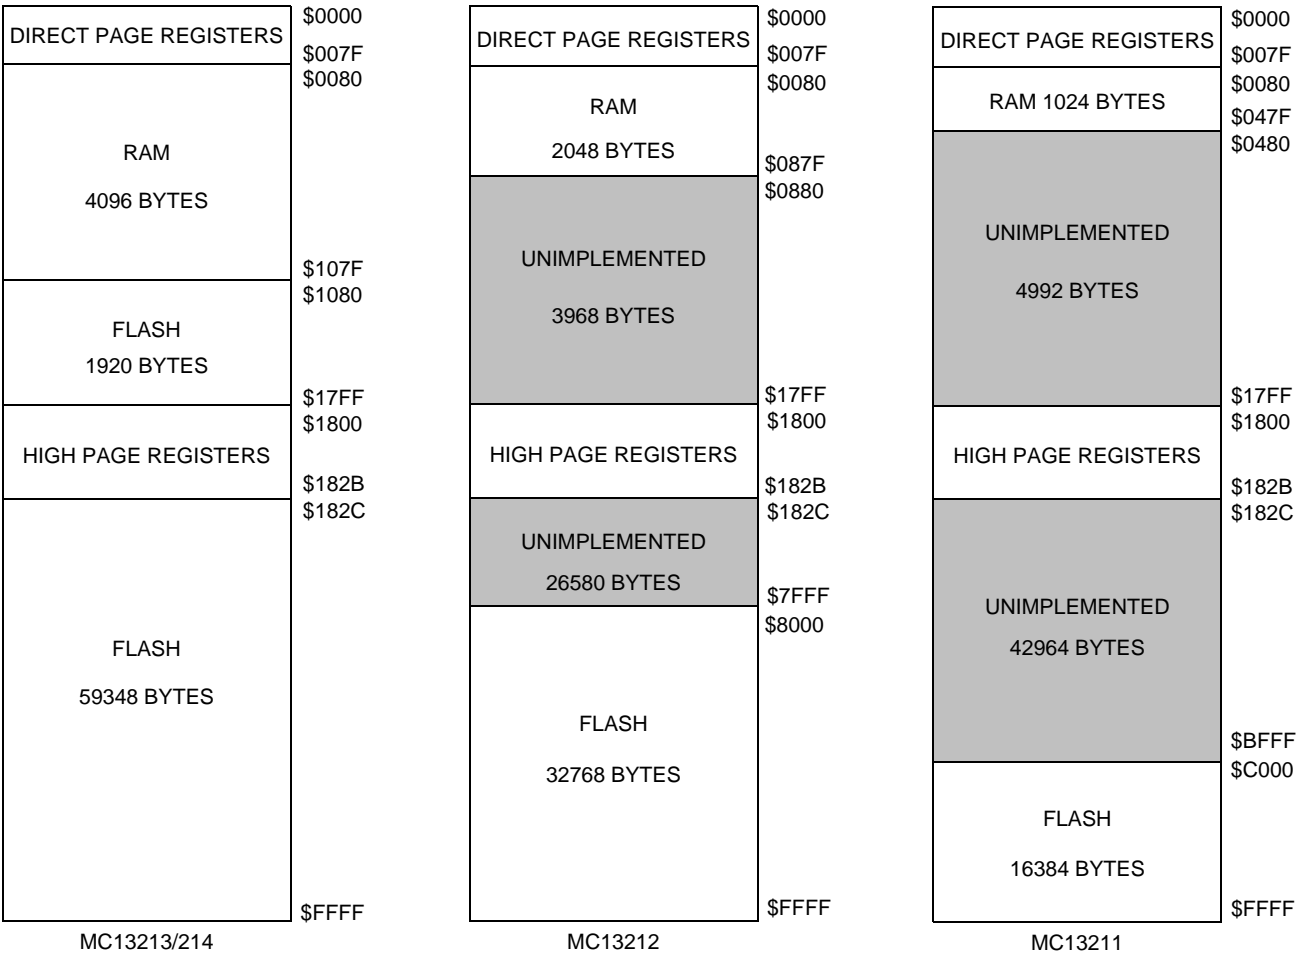 DIRECT PAGE REGISTERS
$0000
$007F
$0080
RAM
4096 BYTES
$107F
$1080
FLASH
1920 BYTES
$17FF
$1800
HIGH PAGE REGISTERS
$182B
$182C
FLASH
59348 BYTES
$FFFF
MC13213/214
DIRECT PAGE REGISTERS
$0000
$007F
$0080
RAM
2048 BYTES
$087F
$0880
UNIMPLEMENTED
3968 BYTES
$17FF
$1800
HIGH PAGE REGISTERS
$182B
$182C
UNIMPLEMENTED
26580 BYTES
$7FFF
$8000
FLASH
32768 BYTES
$FFFF
MC13212
DIRECT PAGE REGISTERS
$0000
$007F
$0080
RAM 1024 BYTES
$047F
$0480
UNIMPLEMENTED
4992 BYTES
$17FF
$1800
HIGH PAGE REGISTERS
$182B
$182C
UNIMPLEMENTED
42964 BYTES
$BFFF
$C000
FLASH
16384 BYTES
$FFFF
MC13211